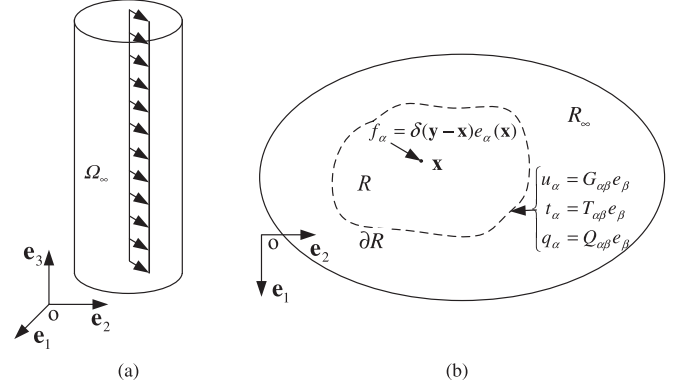 Ω∞
e₃
o
e₂
e₁
(a)
R∞
fα = δ(y−x)eα(x)
x
R
uα = Gαβeβ
tα = Tαβeβ
qα = Qαβeβ
∂R
o
e₂
e₁
(b)